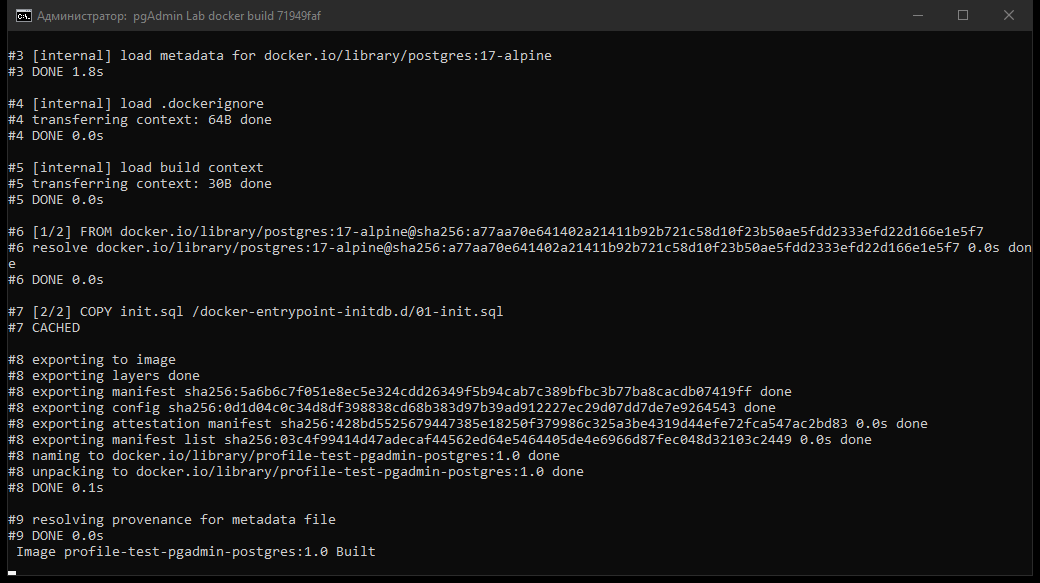 Администратор: pgAdmin Lab docker build 71949faf
#3 [internal] load metadata for docker.io/library/postgres:17-alpine
#3 DONE 1.8s
#4 [internal] load .dockerignore
#4 transferring context: 64B done
#4 DONE 0.0s
#5 [internal] load build context
#5 transferring context: 30B done
#5 DONE 0.0s
#6 [1/2] FROM docker.io/library/postgres:17-alpine@sha256:a77aa70e641402a21411b92b721c58d10f23b50ae5fdd2333efd22d166e1e5f7
#6 resolve docker.io/library/postgres:17-alpine@sha256:a77aa70e641402a21411b92b721c58d10f23b50ae5fdd2333efd22d166e1e5f7 0.0s don
e
#6 DONE 0.0s
#7 [2/2] COPY init.sql /docker-entrypoint-initdb.d/01-init.sql
#7 CACHED
#8 exporting to image
#8 exporting layers done
#8 exporting manifest sha256:5a6b6c7f051e8ec5e324cdd26349f5b94cab7c389bfbc3b77ba8cacdb07419ff done
#8 exporting config sha256:0d1d04c0c34d8df398838cd68b383d97b39ad912227ec29d07dd7de7e9264543 done
#8 exporting attestation manifest sha256:428bd5525679447385e18250f379986c325a3be4319d44efe72fca547ac2bd83 0.0s done
#8 exporting manifest list sha256:03c4f99414d47adecaf44562ed64e5464405de4e6966d87fec048d32103c2449 0.0s done
#8 naming to docker.io/library/profile-test-pgadmin-postgres:1.0 done
#8 unpacking to docker.io/library/profile-test-pgadmin-postgres:1.0 done
#8 DONE 0.1s
#9 resolving provenance for metadata file
#9 DONE 0.0s
Image profile-test-pgadmin-postgres:1.0 Built